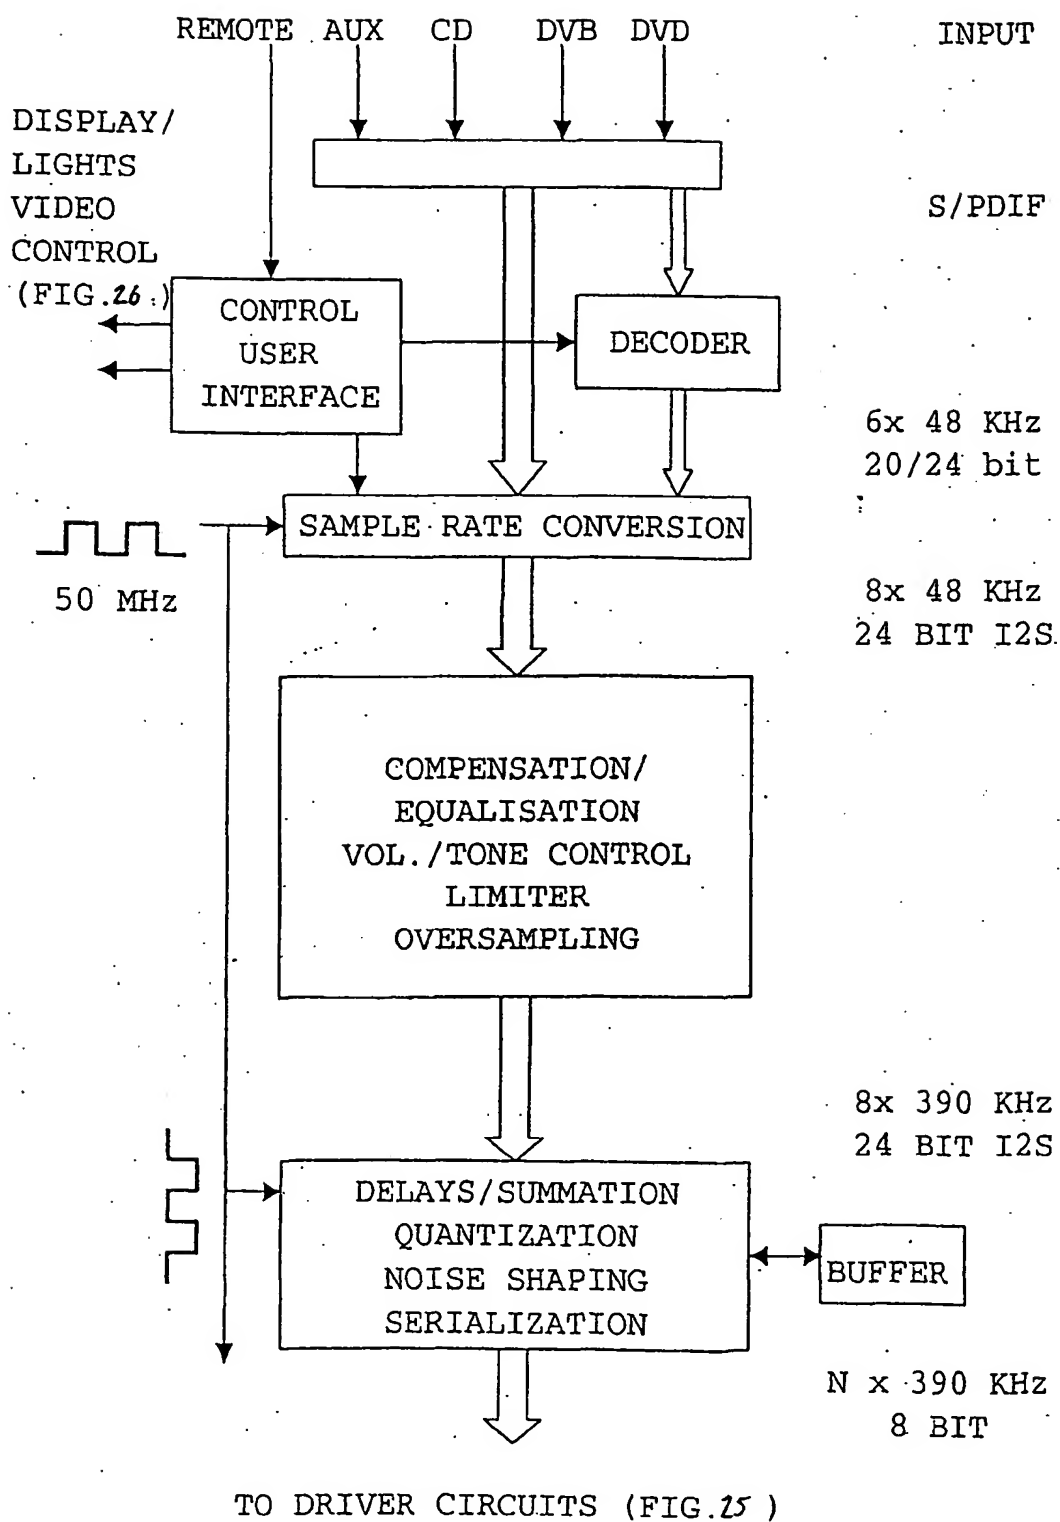 REMOTE AUX CD DVB DVD INPUT
DISPLAY/
LIGHTS
VIDEO
CONTROL
(FIG.26.)
S/PDIF
CONTROL
USER
INTERFACE
DECODER
6x 48 KHz
20/24 bit
SAMPLE RATE CONVERSION
50 MHz
8x 48 KHz
24 BIT I2S
COMPENSATION/
EQUALISATION
VOL./TONE CONTROL
LIMITER
OVERSAMPLING
8x 390 KHz
24 BIT I2S
DELAYS/SUMMATION
QUANTIZATION
NOISE SHAPING
SERIALIZATION
BUFFER
N x 390 KHz
8 BIT
TO DRIVER CIRCUITS (FIG.25)